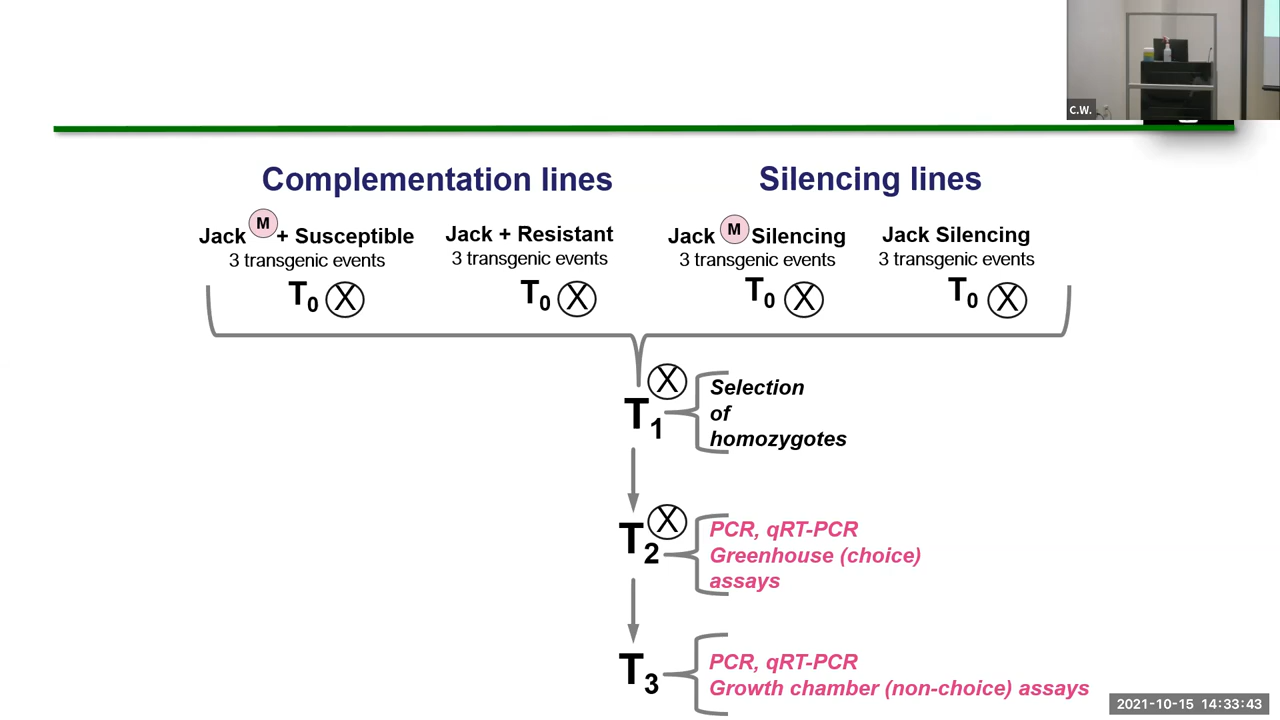 C.W.
Complementation lines
Silencing lines
Jack M + Susceptible
3 transgenic events
T0 X
Jack + Resistant
3 transgenic events
T0 X
Jack M Silencing
3 transgenic events
T0 X
Jack Silencing
3 transgenic events
T0 X
T1 X
Selection
of
homozygotes
T2 X
PCR, qRT-PCR
Greenhouse (choice)
assays
T3
PCR, qRT-PCR
Growth chamber (non-choice) assays
2021-10-15 14:33:43